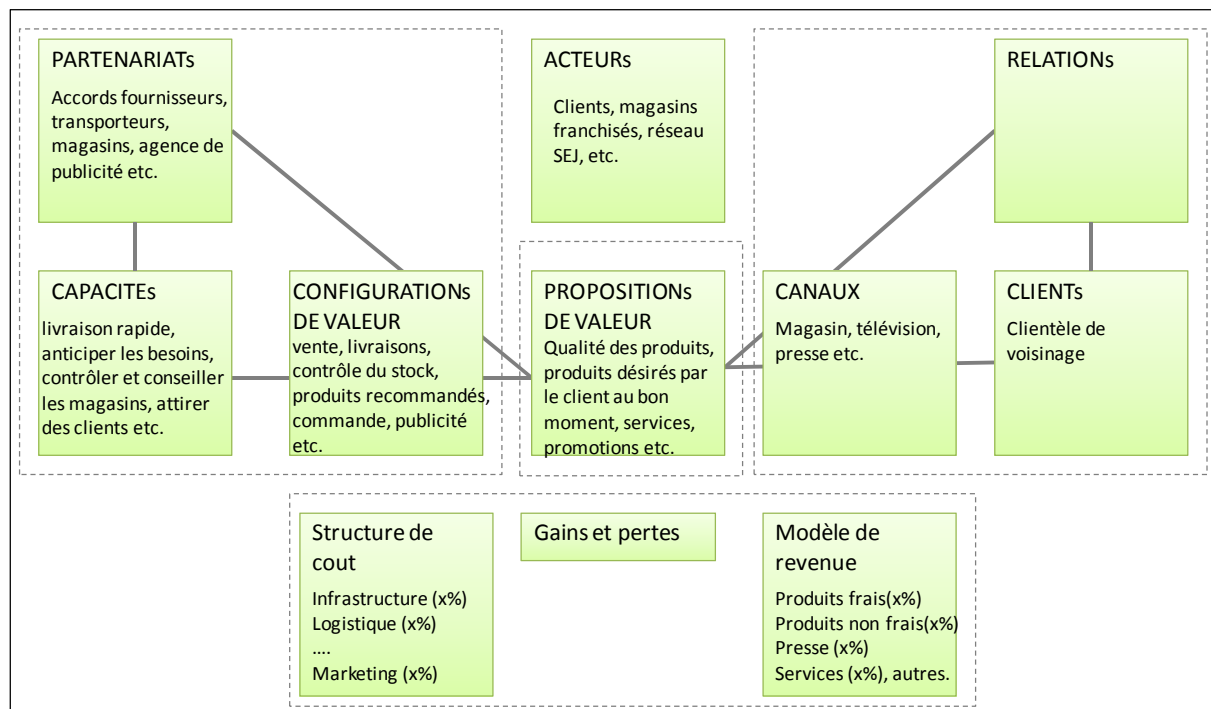 PARTENARIATs
Accords fournisseurs,
transporteurs,
magasins, agence de
publicité etc.
ACTEURs
Clients, magasins
franchisés, réseau
SEJ, etc.
RELATIONs
CAPACITEs
livraison rapide,
anticiper les besoins,
contrôler et conseiller
les magasins, attirer
des clients etc.
CONFIGURATIONs
DE VALEUR
vente, livraisons,
contrôle du stock,
produits recommandés,
commande, publicité
etc.
PROPOSITIONs
DE VALEUR
Qualité des produits,
produits désirés par
le client au bon
moment, services,
promotions etc.
CANAUX
Magasin, télévision,
presse etc.
CLIENTs
Clientèle de
voisinage
Structure de
cout
Infrastructure (x%)
Logistique (x%)
....
Marketing (x%)
Gains et pertes
Modèle de
revenue
Produits frais(x%)
Produits non frais(x%)
Presse (x%)
Services (x%), autres.